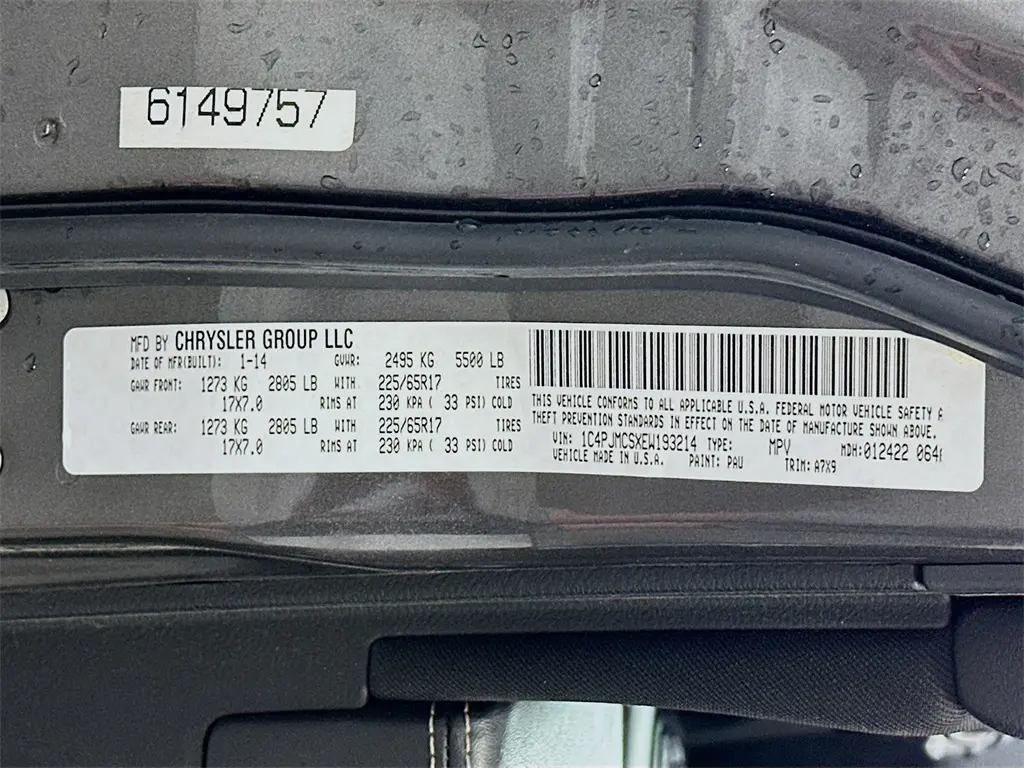 6149757
MFD BY CHRYSLER GROUP LLC
DATE OF MFR(BUILT): 1-14 GVWR: 2495 KG 5500 LB
GAWR FRONT: 1273 KG 2805 LB WITH 225/65R17 TIRES
17X7.0 RIMS AT 230 KPA ( 33 PSI) COLD
GAWR REAR: 1273 KG 2805 LB WITH 225/65R17 TIRES
17X7.0 RIMS AT 230 KPA ( 33 PSI) COLD
THIS VEHICLE CONFORMS TO ALL APPLICABLE U.S.A. FEDERAL MOTOR VEHICLE SAFETY A
THEFT PREVENTION STANDARDS IN EFFECT ON THE DATE OF MANUFACTURE SHOWN ABOVE.
VIN: 1C4PJMCSXEW193214 TYPE: MPV MDH:012422 064
VEHICLE MADE IN U.S.A. PAINT: PAU TRIM: A7X9